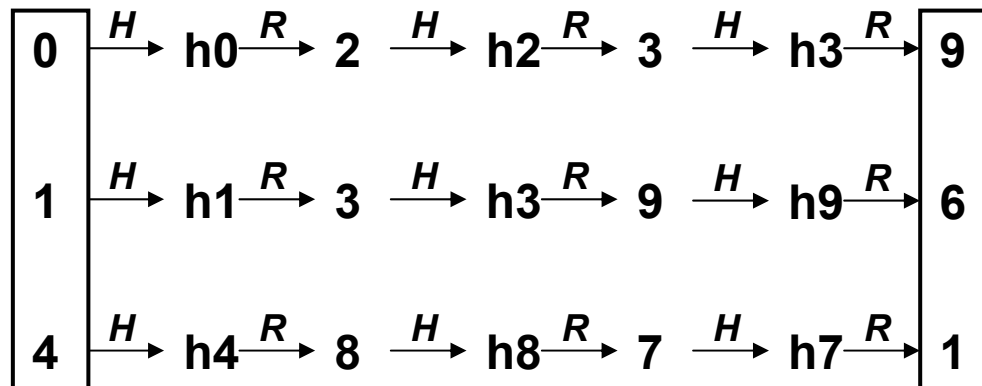 0 H h0 R 2 H h2 R 3 H h3 R 9
1 H h1 R 3 H h3 R 9 H h9 R 6
4 H h4 R 8 H h8 R 7 H h7 R 1